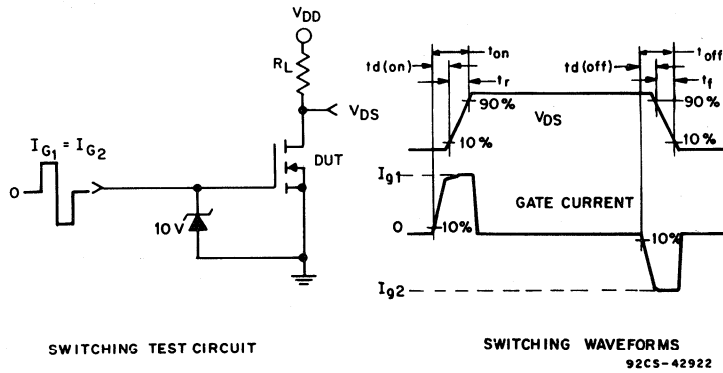 VDD
RL
VDS
IG1 = IG2
DUT
0
10 V
SWITCHING TEST CIRCUIT
ton
toff
td(on)
tr
td(off)
tf
90%
VDS
90%
10%
10%
Ig1
GATE CURRENT
0
10%
10%
Ig2
SWITCHING WAVEFORMS
92CS-42922